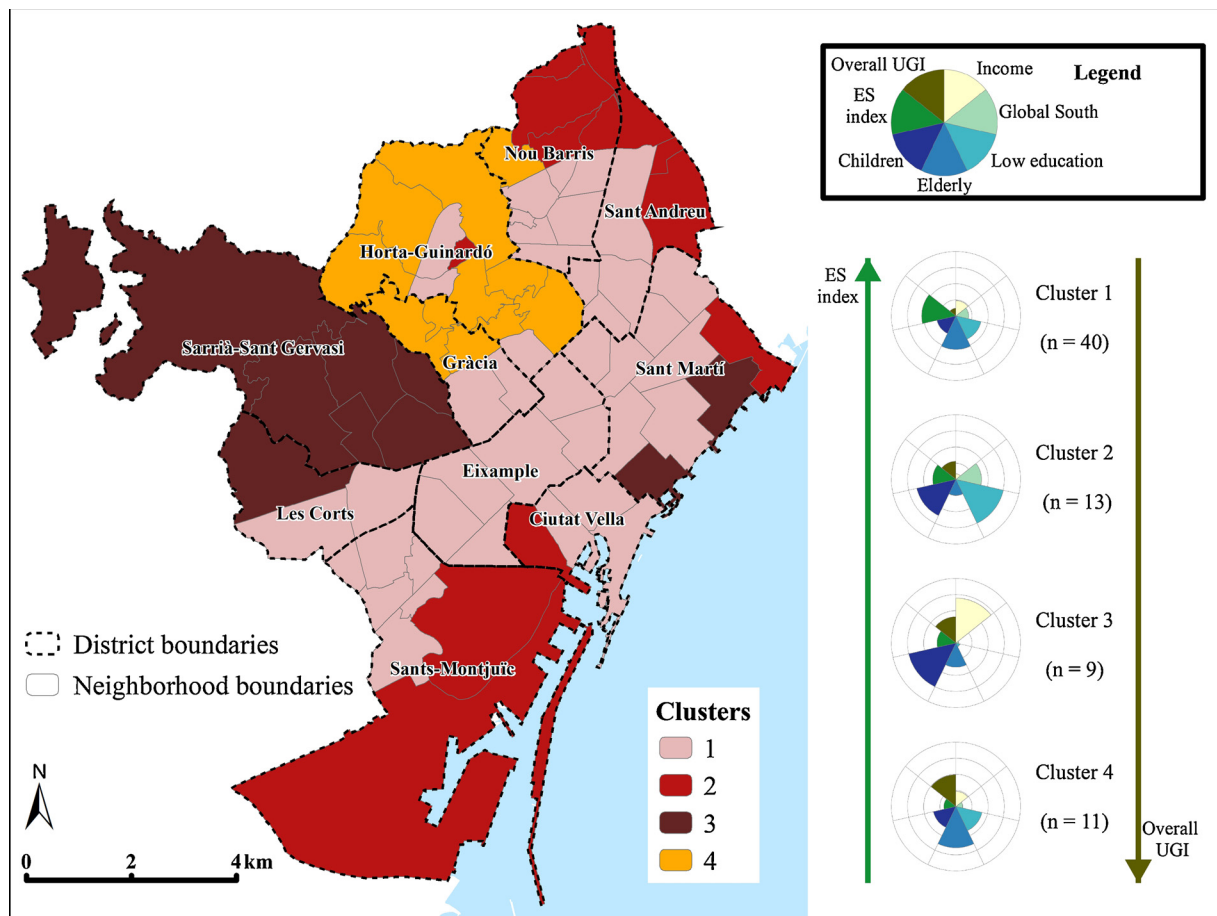 Nou Barris
Sant Andreu
Horta-Guinardó
Sarrià-Sant Gervasi
Gràcia
Sant Martí
Eixample
Les Corts
Ciutat Vella
Sants-Montjuïc
District boundaries
Neighborhood boundaries
N
0 2 4 km
Clusters
1
2
3
4
Legend
Overall UGI
Income
ES
index
Global South
Children
Low education
Elderly
ES
index
Cluster 1
(n = 40)
Cluster 2
(n = 13)
Cluster 3
(n = 9)
Cluster 4
(n = 11)
Overall
UGI